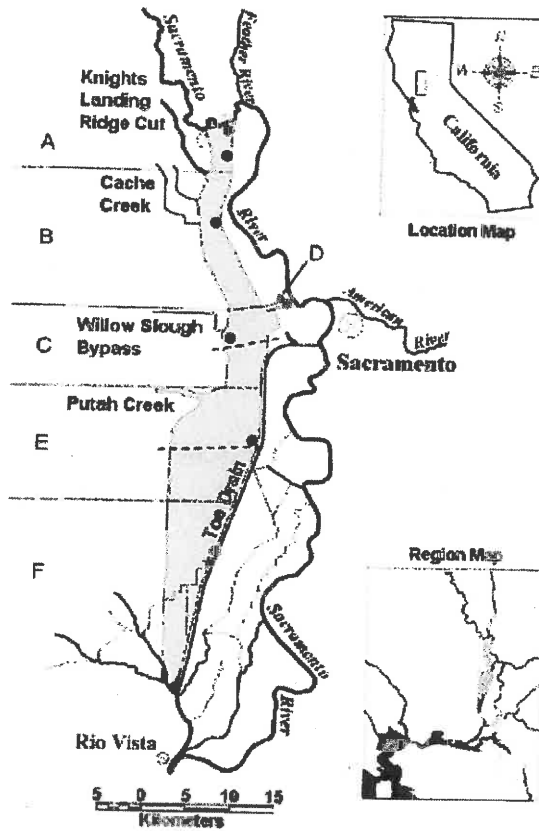 Sacramento
Feather River
Knights
Landing
Ridge Cut
A
Cache
Creek
B
River
D
American
River
Willow Slough
Bypass
C
Sacramento
Putah Creek
E
Toe Drain
F
Sacramento
River
Rio Vista
5 0 5 10 15
Kilometers
N
W E
S
California
Location Map
Region Map